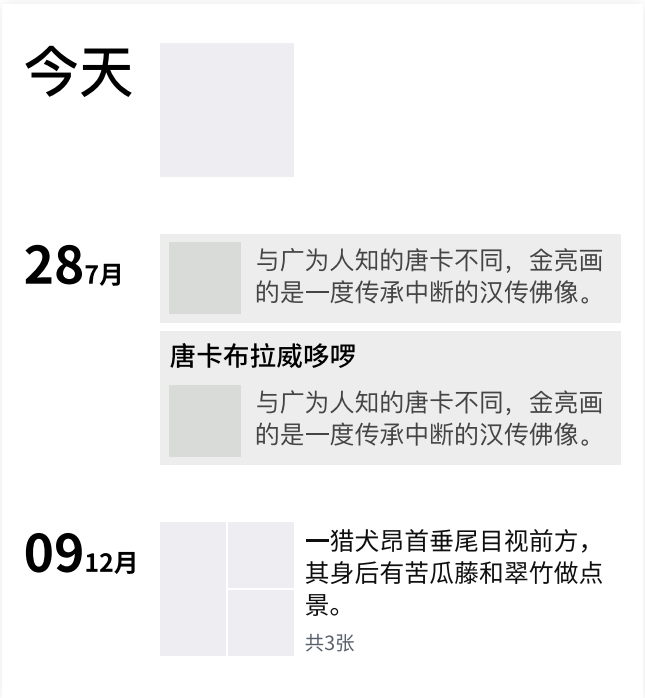 今天
28 7月
与广为人知的唐卡不同，金亮画
的是一度传承中断的汉传佛像。
唐卡布拉威哆啰
与广为人知的唐卡不同，金亮画
的是一度传承中断的汉传佛像。
09 12月
一猎犬昂首垂尾目视前方，
其身后有苦瓜藤和翠竹做点
景。
共3张